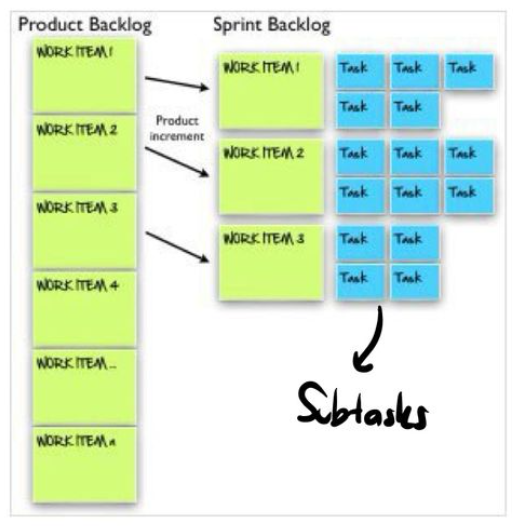 Product Backlog
Sprint Backlog
WORK ITEM 1
WORK ITEM 2
WORK ITEM 3
WORK ITEM 4
WORK ITEM ...
WORK ITEM n
Product
increment
WORK ITEM 1
Task Task Task
Task Task
WORK ITEM 2
Task Task Task
Task Task Task
WORK ITEM 3
Task Task
Task Task
Subtasks